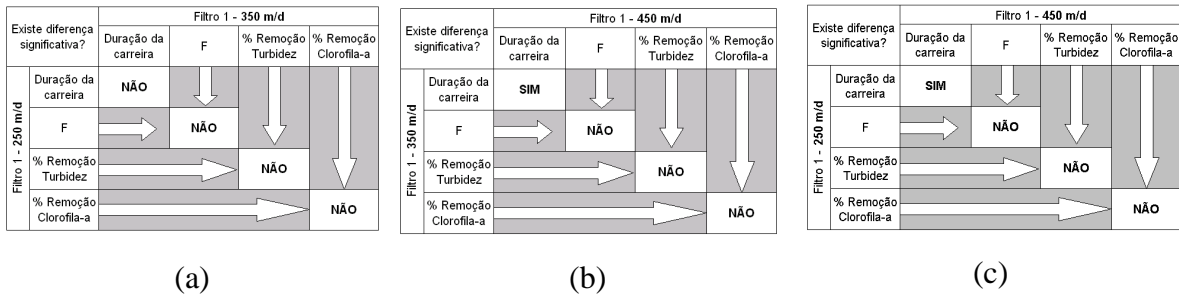 Existe diferença
significativa?
Filtro 1 - 350 m/d
Duração da
carreira
F
% Remoção
Turbidez
% Remoção
Clorofila-a
Filtro 1 - 250 m/d
Duração da
carreira
NÃO
F
NÃO
% Remoção
Turbidez
NÃO
% Remoção
Clorofila-a
NÃO
(a)
Existe diferença
significativa?
Filtro 1 - 450 m/d
Duração da
carreira
F
% Remoção
Turbidez
% Remoção
Clorofila-a
Filtro 1 - 350 m/d
Duração da
carreira
SIM
F
NÃO
% Remoção
Turbidez
NÃO
% Remoção
Clorofila-a
NÃO
(b)
Existe diferença
significativa?
Filtro 1 - 450 m/d
Duração da
carreira
F
% Remoção
Turbidez
% Remoção
Clorofila-a
Filtro 1 - 250 m/d
Duração da
carreira
SIM
F
NÃO
% Remoção
Turbidez
NÃO
% Remoção
Clorofila-a
NÃO
(c)